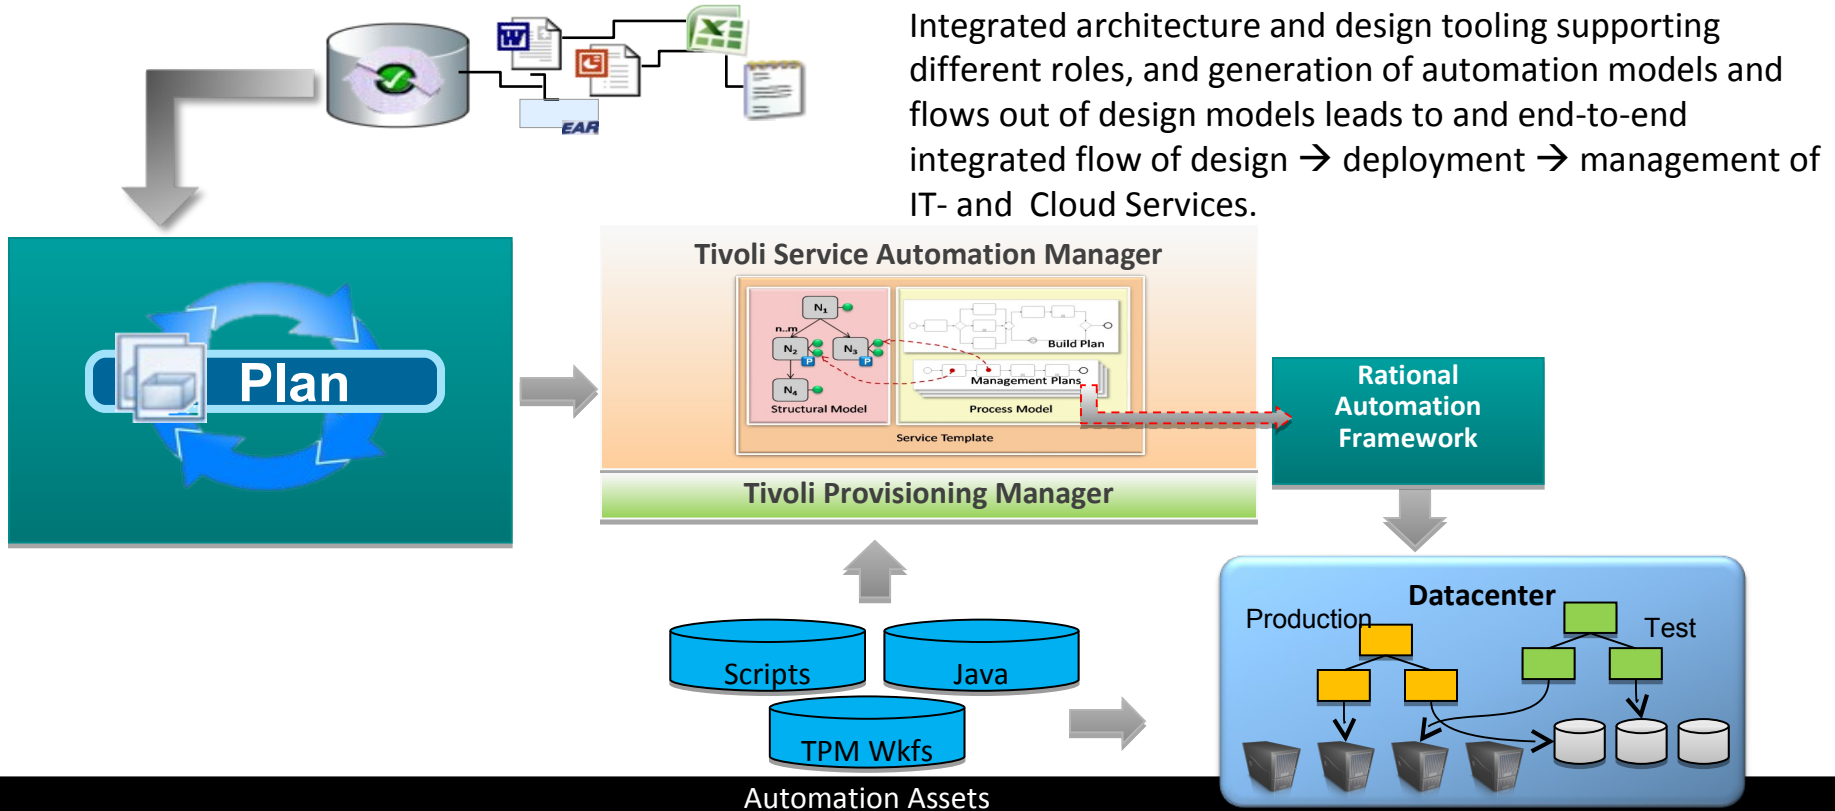 Integrated architecture and design tooling supporting
different roles, and generation of automation models and
flows out of design models leads to and end-to-end
integrated flow of design → deployment → management of
IT- and Cloud Services.
W
EAR
Plan
Tivoli Service Automation Manager
N1
n..m
N2
N3
P
P
N4
Structural Model
Build Plan
Management Plans
Process Model
Service Template
Tivoli Provisioning Manager
Rational
Automation
Framework
Scripts
Java
TPM Wkfs
Datacenter
Production
Test
Automation Assets